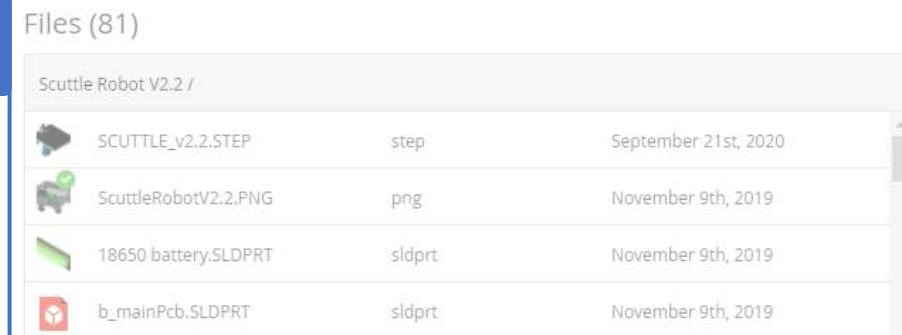 Files (81)
Scuttle Robot V2.2 /
SCUTTLE_v2.2.STEP step September 21st, 2020
ScuttleRobotV2.2.PNG png November 9th, 2019
18650 battery.SLDPRT sldprt November 9th, 2019
b_mainPcb.SLDPRT sldprt November 9th, 2019